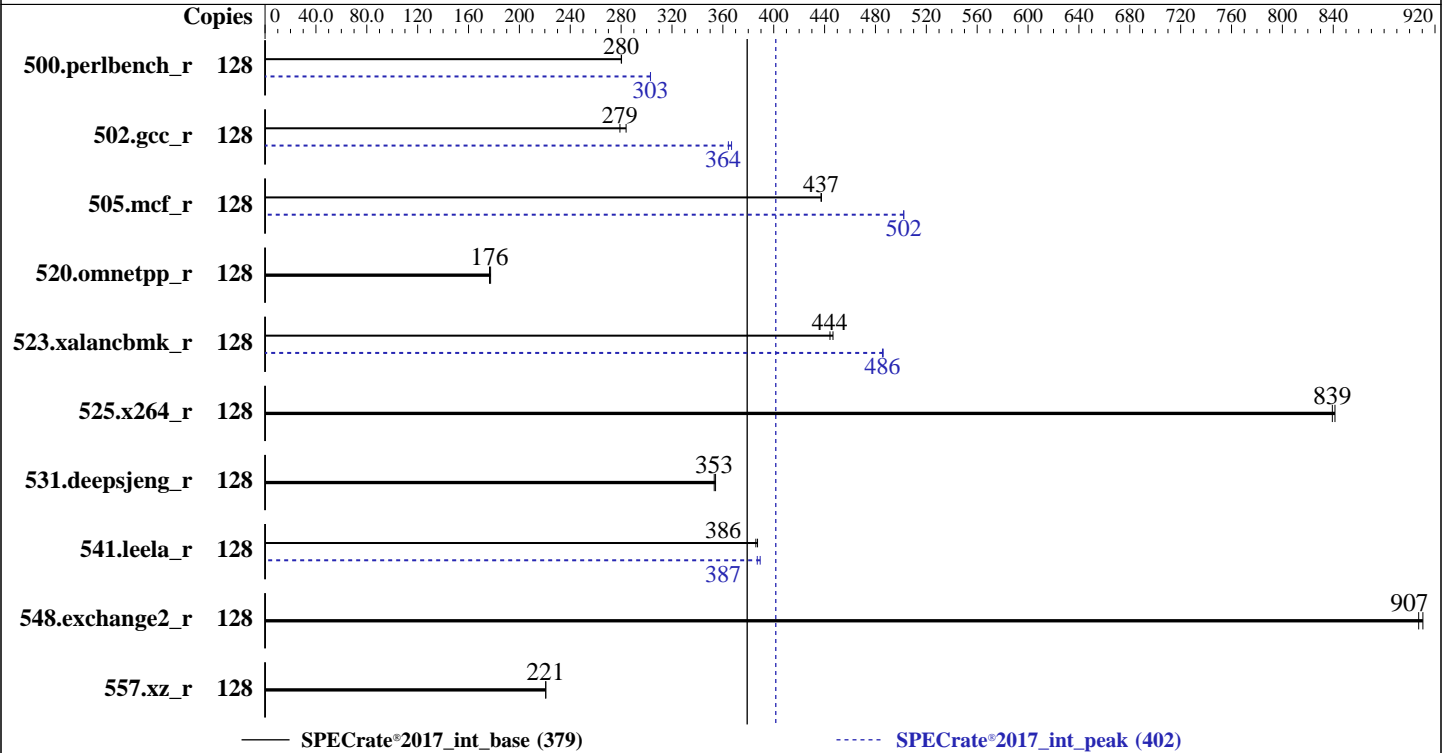 Copies 0 40.0 80.0 120 160 200 240 280 320 360 400 440 480 520 560 600 640 680 720 760 800 840 920
500.perlbench_r 128 280
303
502.gcc_r 128 279
364
505.mcf_r 128 437
502
520.omnetpp_r 128 176
523.xalancbmk_r 128 444
486
525.x264_r 128 839
531.deepsjeng_r 128 353
541.leela_r 128 386
387
548.exchange2_r 128 907
557.xz_r 128 221
SPECrate®2017_int_base (379) SPECrate®2017_int_peak (402)